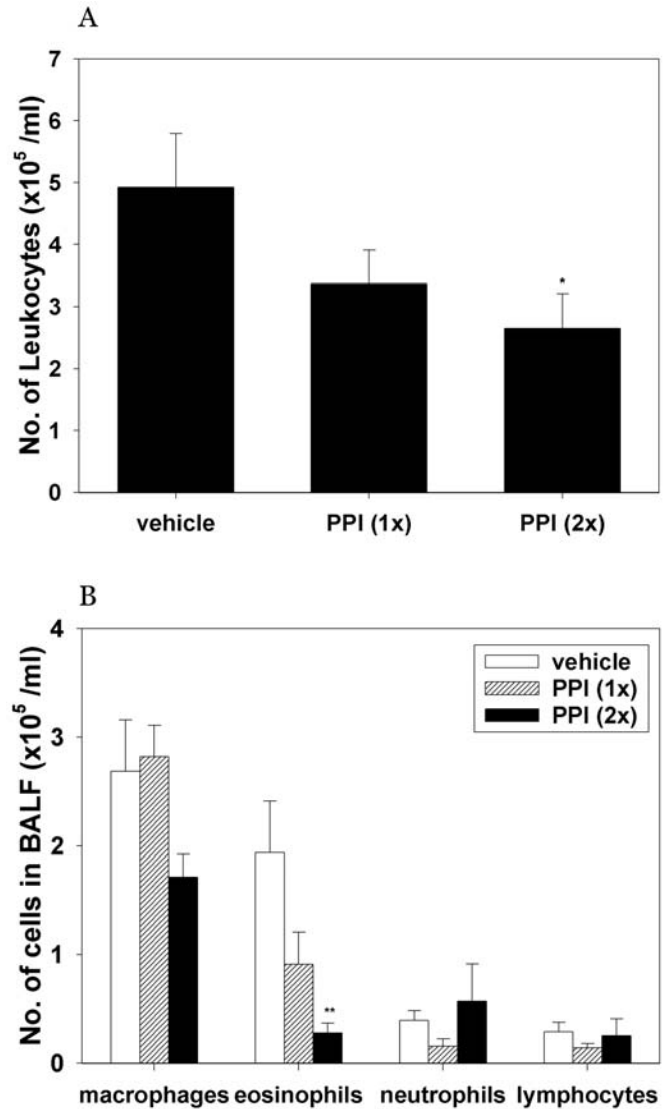 A
No. of Leukocytes (x10⁵ /ml)
7
6
5
4
3
2
1
0
*
vehicle PPI (1x) PPI (2x)
B
No. of cells in BALF (x10⁵ /ml)
4
3
2
1
0
vehicle
PPI (1x)
PPI (2x)
**
macrophages eosinophils neutrophils lymphocytes